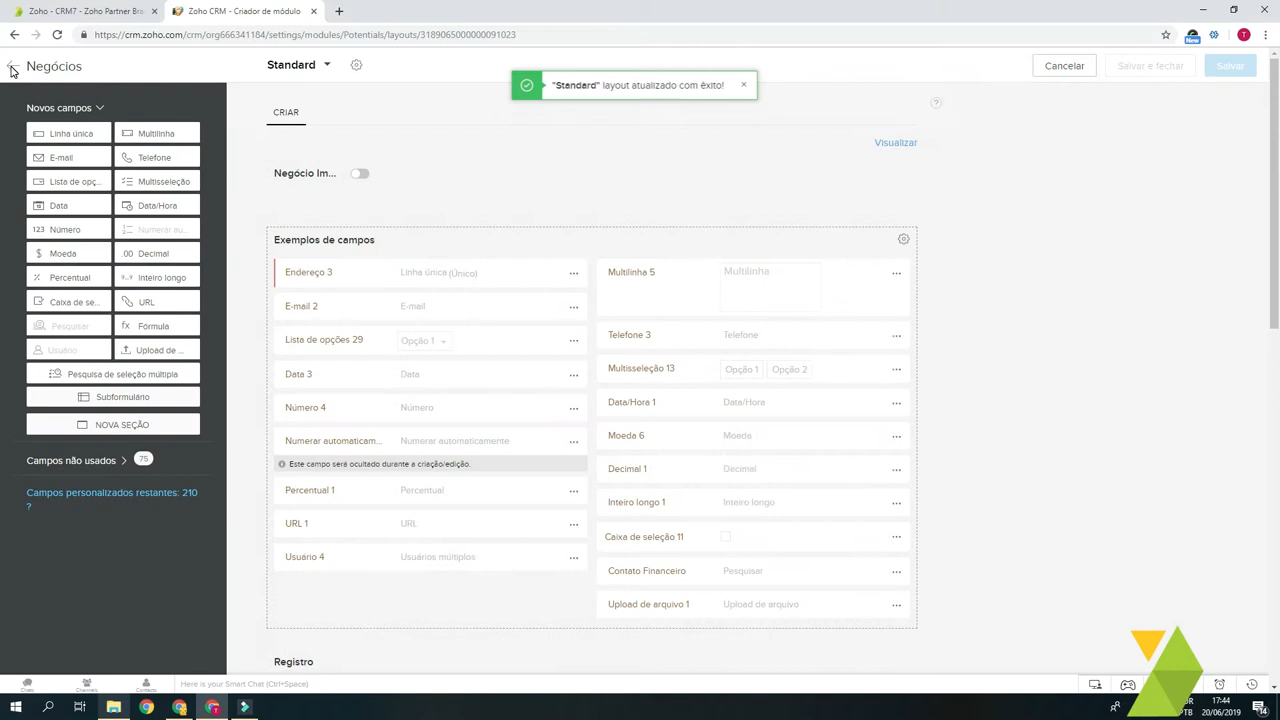 Zoho - CRM7 - Zoho Partner Bra
Zoho CRM - Criador de módulo
https://crm.zoho.com/crm/org666341184/settings/modules/Potentials/layouts/3189065000000091023
New
T
Negócios
Standard
"Standard" layout atualizado com êxito!
Cancelar
Salvar e fechar
Salvar
Novos campos
CRIAR
?
Linha única
Multilinha
Visualizar
E-mail
Telefone
Negócio Im...
Lista de opç...
Multisseleção
Data
Data/Hora
123 Número
Numerar au...
Exemplos de campos
$ Moeda
.00 Decimal
Endereço 3
Linha única (Único)
Multilinha 5
Multilinha
Percentual
Inteiro longo
Caixa de se...
URL
E-mail 2
E-mail
Pesquisar
fx Fórmula
Lista de opções 29
Opção 1
Telefone 3
Telefone
Usuário
Upload de ...
Pesquisa de seleção múltipla
Data 3
Data
Multisseleção 13
Opção 1
Opção 2
Subformulário
Número 4
Número
Data/Hora 1
Data/Hora
NOVA SEÇÃO
Numerar automaticam...
Numerar automaticamente
Moeda 6
Moeda
Campos não usados
75
Este campo será ocultado durante a criação/edição.
Decimal 1
Decimal
Campos personalizados restantes: 210
?
Percentual 1
Percentual
Inteiro longo 1
Inteiro longo
URL 1
URL
Caixa de seleção 11
Usuário 4
Usuários múltiplos
Contato Financeiro
Pesquisar
Upload de arquivo 1
Upload de arquivo
Registro
Chats
Channels
Contacts
Here is your Smart Chat (Ctrl+Space)
17:44
PTB
20/06/2019
14